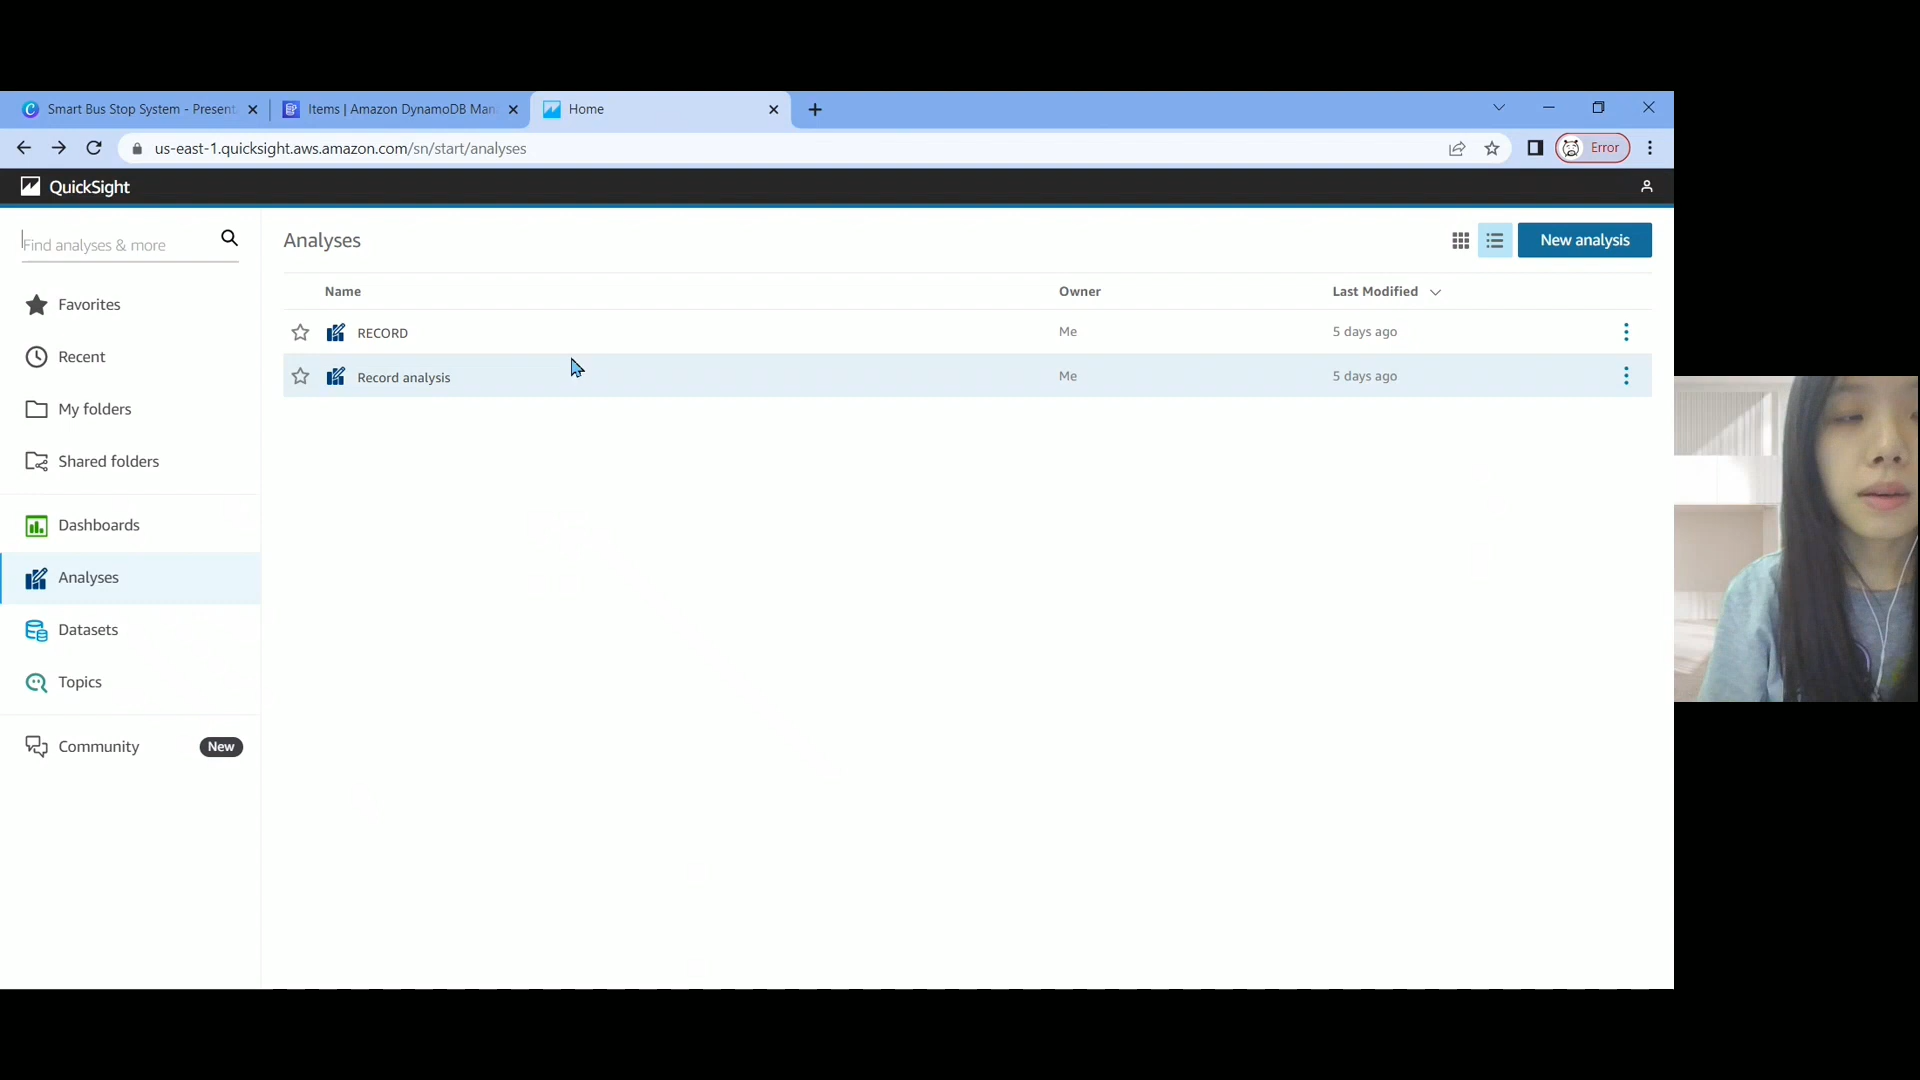 Smart Bus Stop System - Present
Items | Amazon DynamoDB Man
Home
us-east-1.quicksight.aws.amazon.com/sn/start/analyses
Error
QuickSight
Find analyses & more
Favorites
Recent
My folders
Shared folders
Dashboards
Analyses
Datasets
Topics
Community New
Analyses
New analysis
Name Owner Last Modified
RECORD Me 5 days ago
Record analysis Me 5 days ago